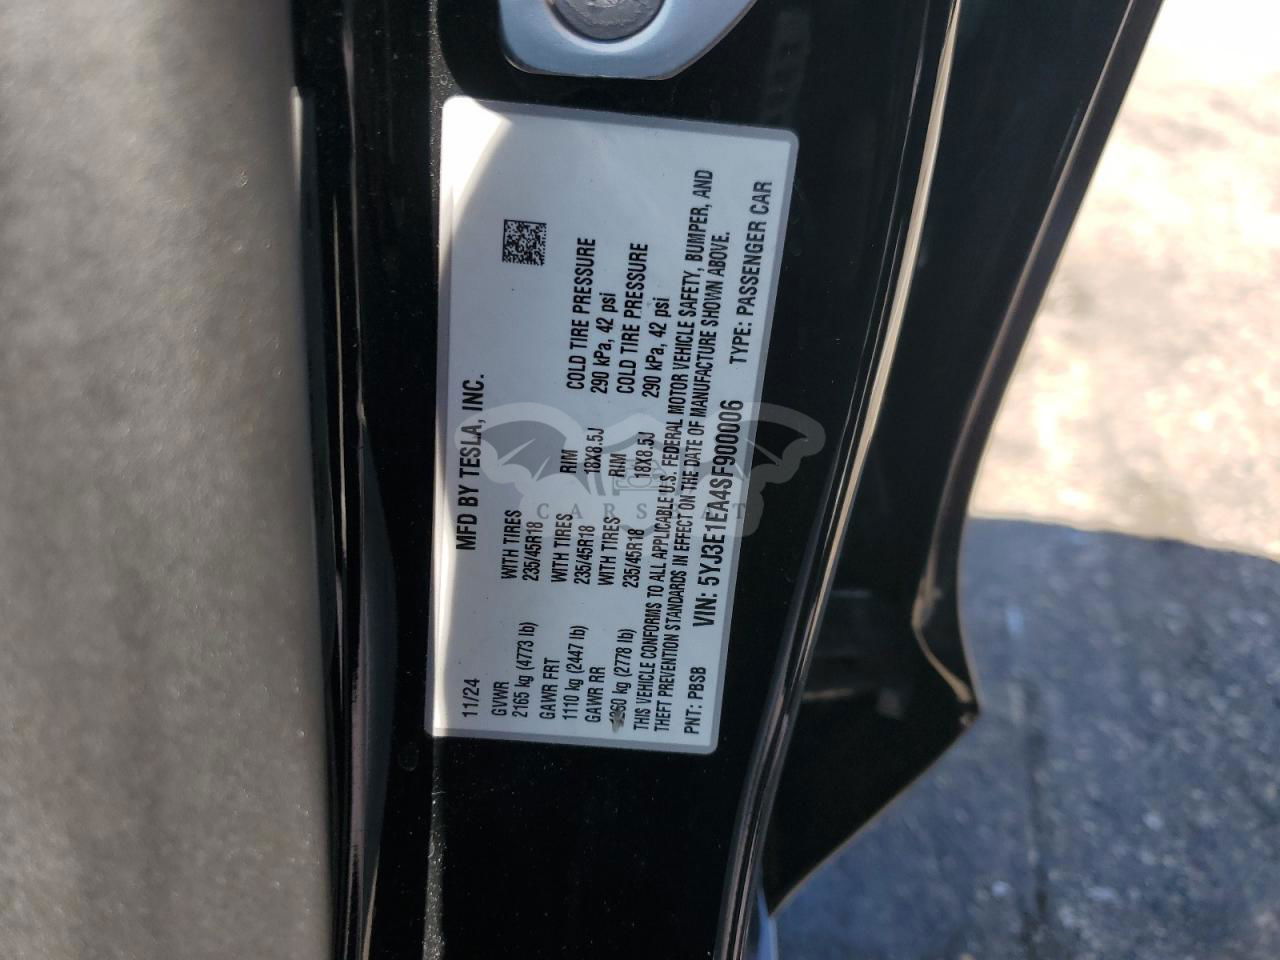 MFD BY TESLA, INC.
11/24
GVWR
2165 kg (4773 lb)
WITH TIRES
235/45R18
GAWR FRT
1110 kg (2447 lb)
WITH TIRES
235/45R18
RIM
18X8.5J
COLD TIRE PRESSURE
290 kPa, 42 psi
GAWR RR
1260 kg (2778 lb)
WITH TIRES
235/45R18
RIM
18X8.5J
COLD TIRE PRESSURE
290 kPa, 42 psi
THIS VEHICLE CONFORMS TO ALL APPLICABLE U.S. FEDERAL MOTOR VEHICLE SAFETY, BUMPER, AND
THEFT PREVENTION STANDARDS IN EFFECT ON THE DATE OF MANUFACTURE SHOWN ABOVE.
PNT: PBSB
VIN: 5YJ3E1EA4SF900006
TYPE: PASSENGER CAR